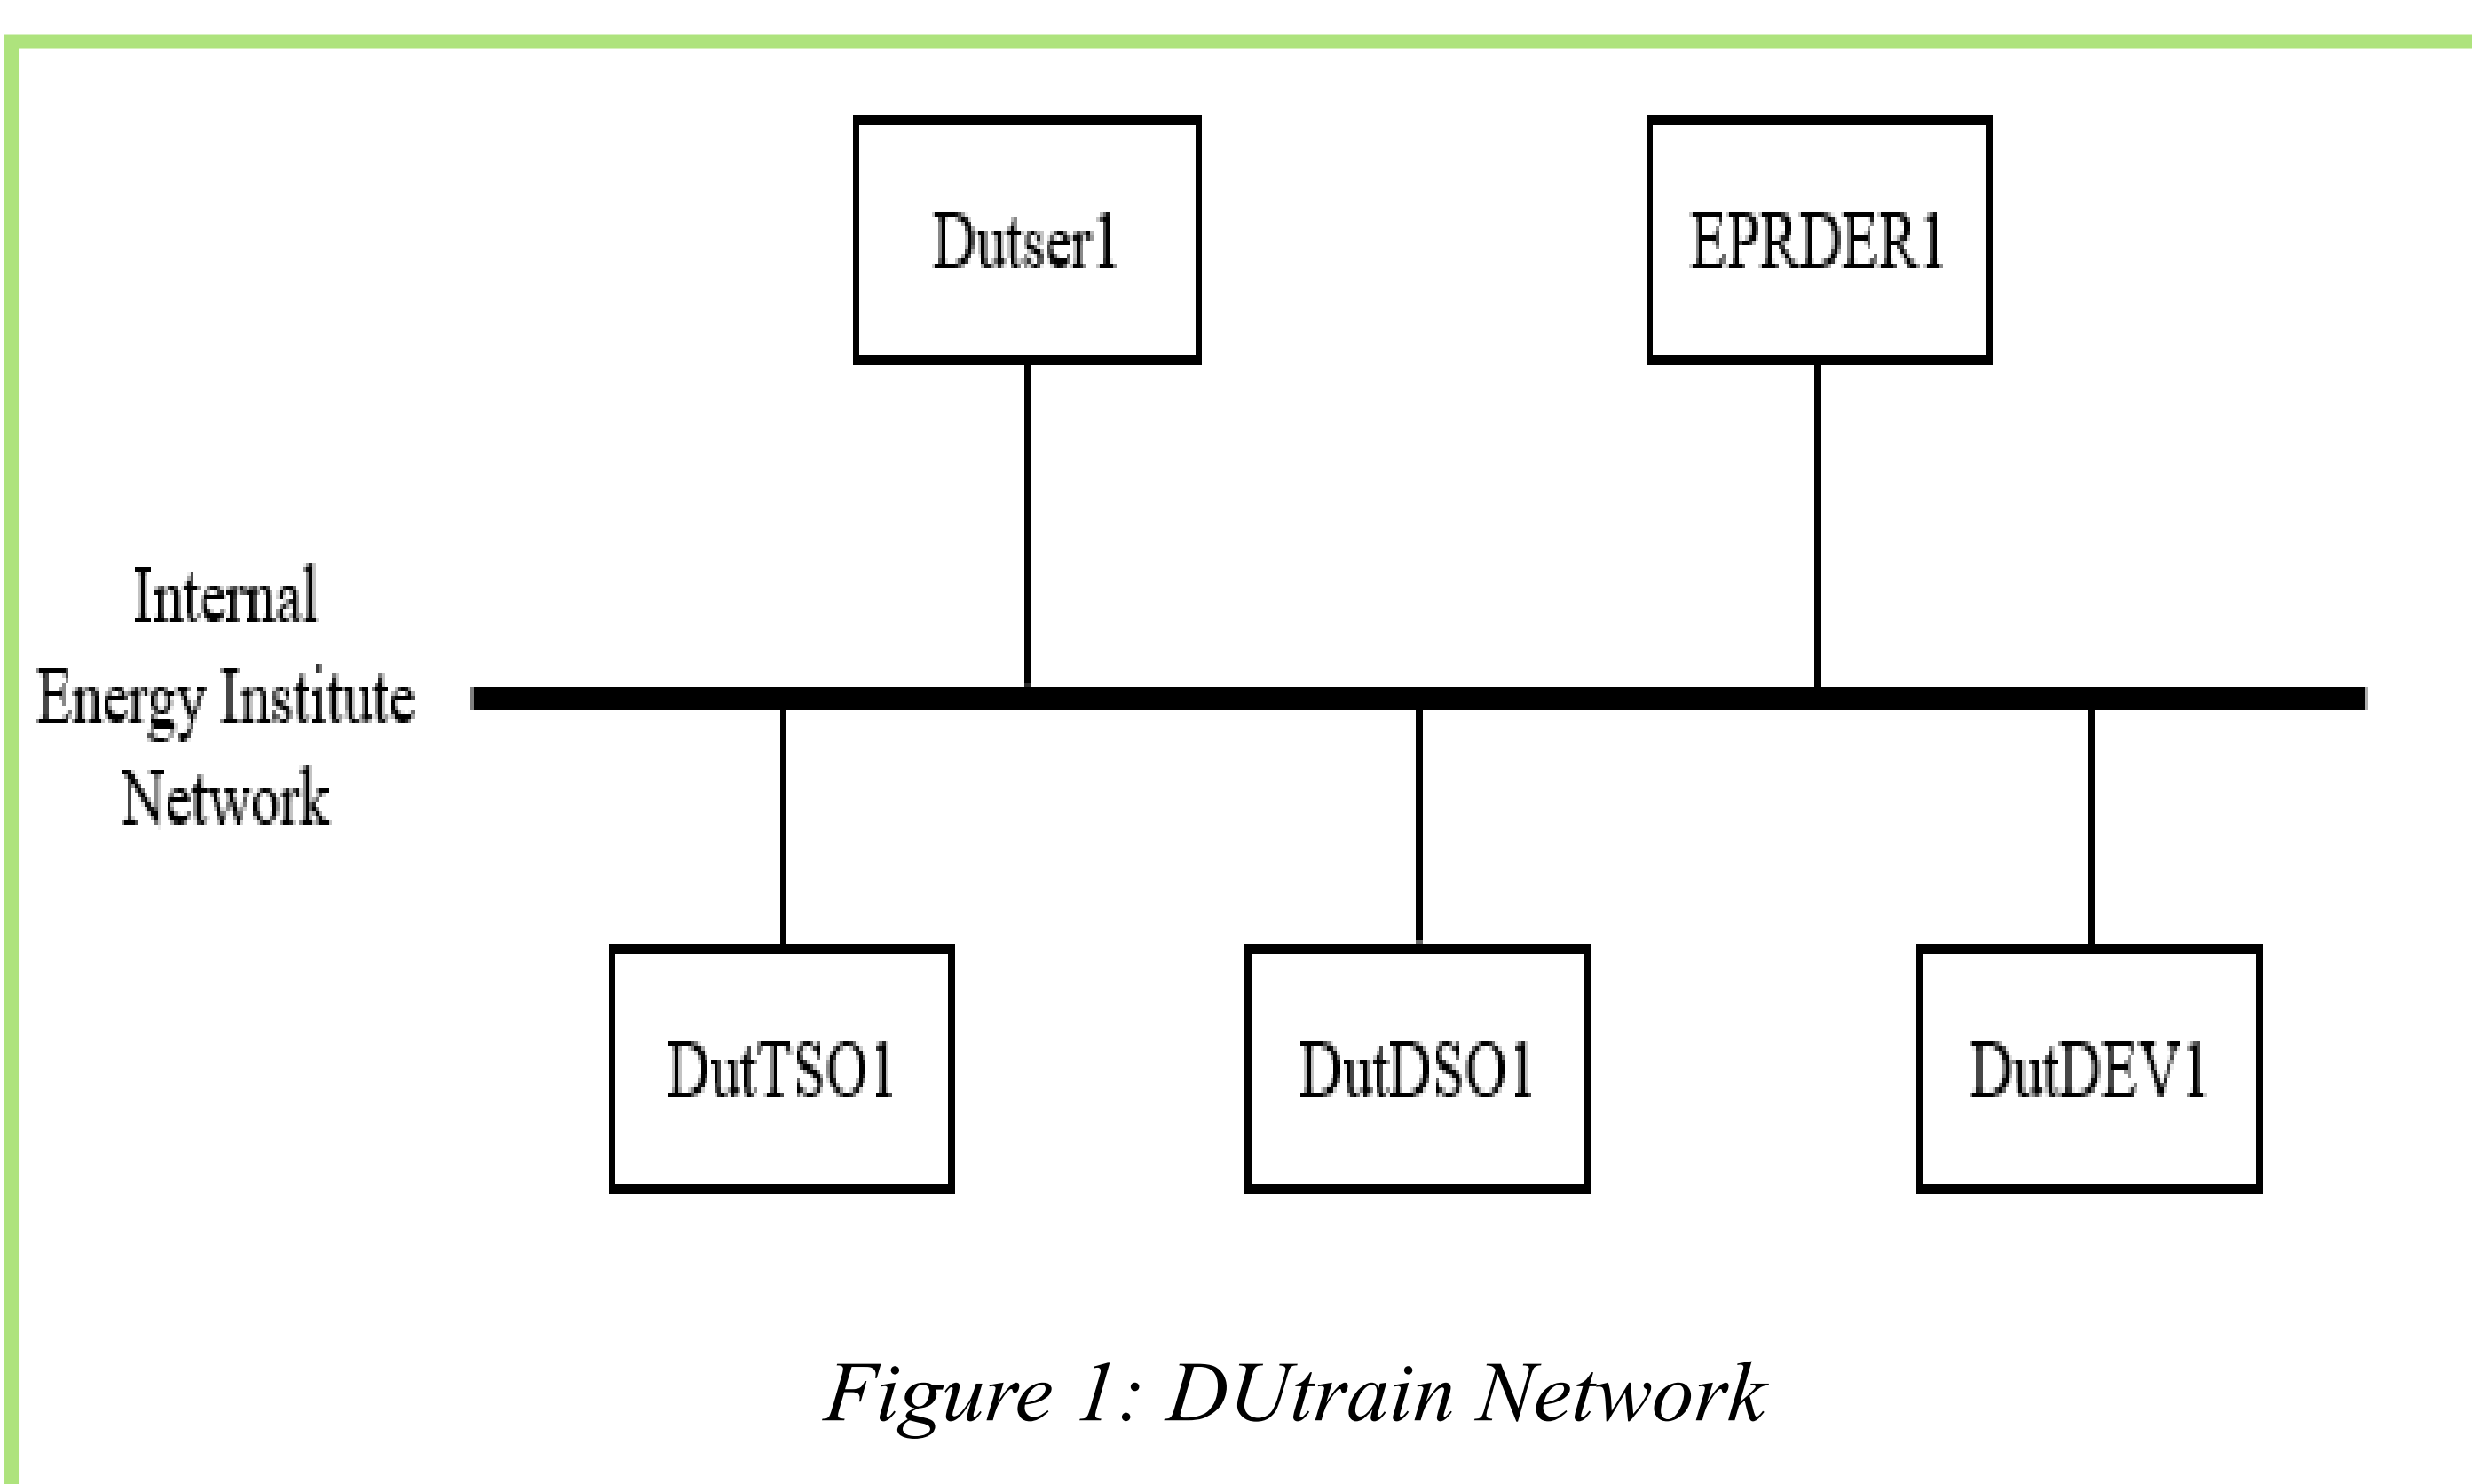 Dutser1
EPRDER1
Internal
Energy Institute
Network
DutTSO1
DutDSO1
DutDEV1
Figure 1: DUtrain Network